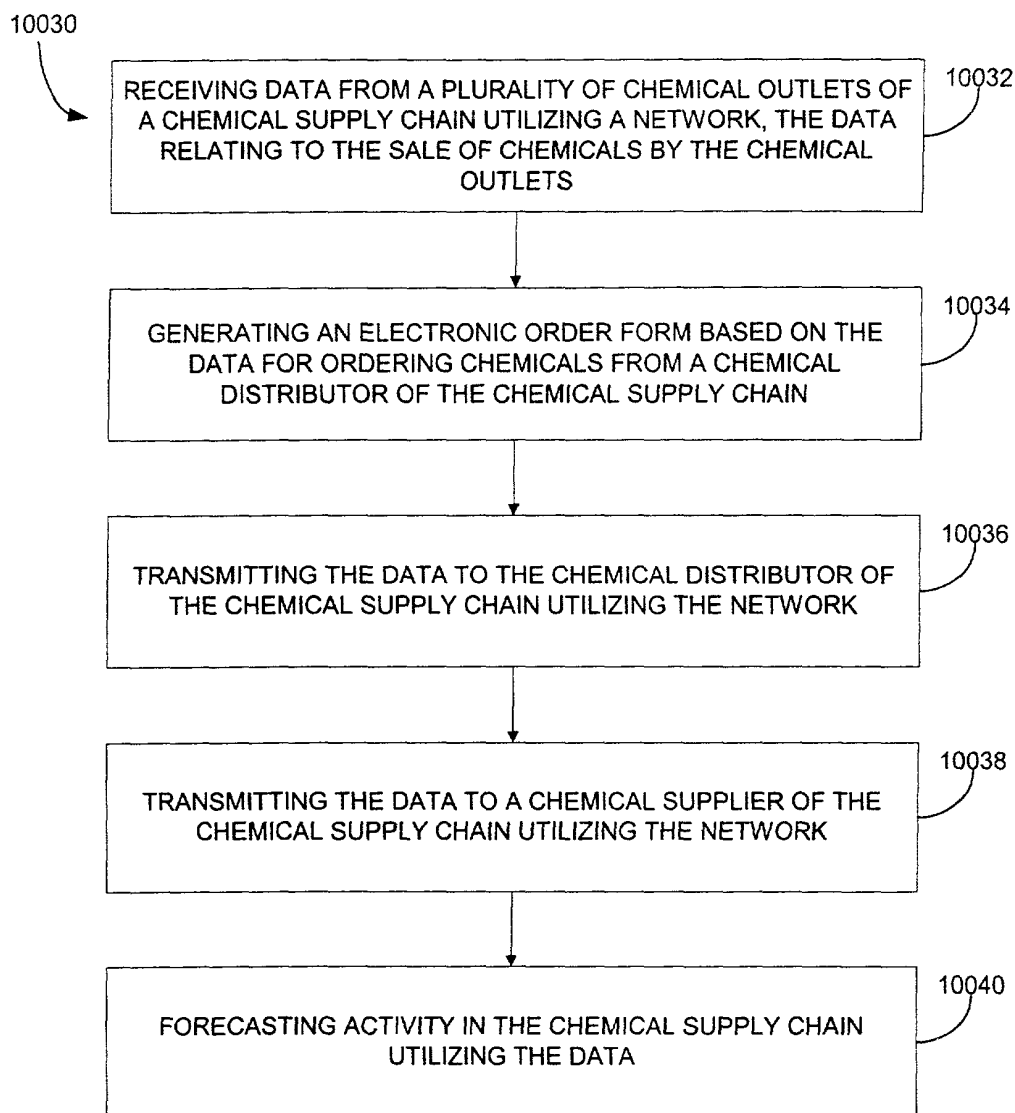 10030
RECEIVING DATA FROM A PLURALITY OF CHEMICAL OUTLETS OF
A CHEMICAL SUPPLY CHAIN UTILIZING A NETWORK, THE DATA
RELATING TO THE SALE OF CHEMICALS BY THE CHEMICAL
OUTLETS
10032
GENERATING AN ELECTRONIC ORDER FORM BASED ON THE
DATA FOR ORDERING CHEMICALS FROM A CHEMICAL
DISTRIBUTOR OF THE CHEMICAL SUPPLY CHAIN
10034
TRANSMITTING THE DATA TO THE CHEMICAL DISTRIBUTOR OF
THE CHEMICAL SUPPLY CHAIN UTILIZING THE NETWORK
10036
TRANSMITTING THE DATA TO A CHEMICAL SUPPLIER OF THE
CHEMICAL SUPPLY CHAIN UTILIZING THE NETWORK
10038
FORECASTING ACTIVITY IN THE CHEMICAL SUPPLY CHAIN
UTILIZING THE DATA
10040